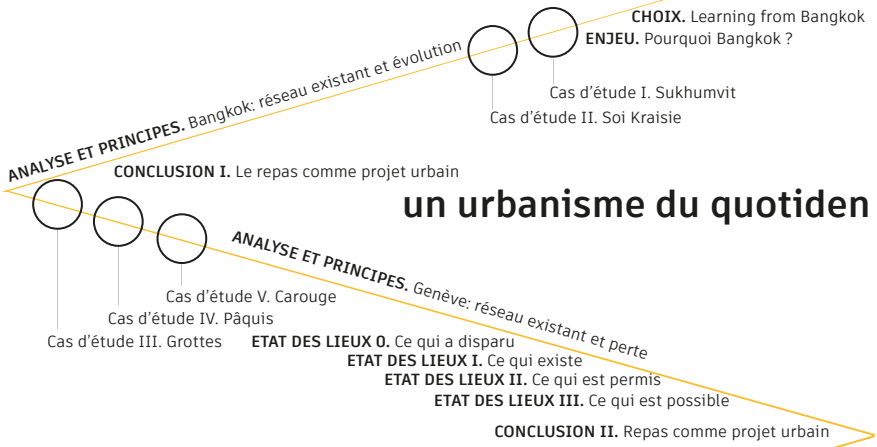 CHOIX. Learning from Bangkok
ENJEU. Pourquoi Bangkok ?
Cas d'étude I. Sukhumvit
Cas d'étude II. Soi Kraisie
ANALYSE ET PRINCIPES. Bangkok: réseau existant et évolution
CONCLUSION I. Le repas comme projet urbain
un urbanisme du quotiden
ANALYSE ET PRINCIPES. Genève: réseau existant et perte
Cas d'étude V. Carouge
Cas d'étude IV. Pâquis
Cas d'étude III. Grottes
ETAT DES LIEUX 0. Ce qui a disparu
ETAT DES LIEUX I. Ce qui existe
ETAT DES LIEUX II. Ce qui est permis
ETAT DES LIEUX III. Ce qui est possible
CONCLUSION II. Repas comme projet urbain